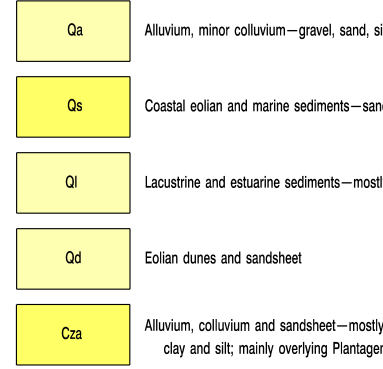 Qa Alluvium, minor colluvium—gravel, sand,
Qs Coastal eolian and marine sediments—
Ql Lacustrine and estuarine sediments—
Qd Eolian dunes and sandsheet
Cza Alluvium, colluvium and sandsheet—mostly
clay and silt; mainly overlying